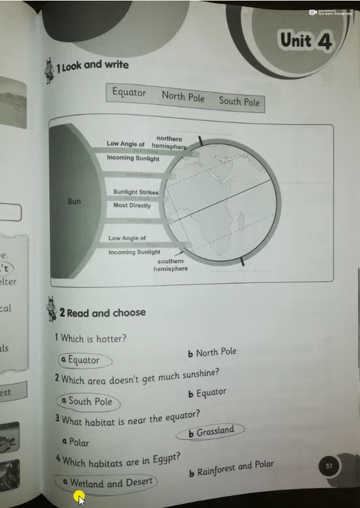 Unit 4
1 Look and write
Equator North Pole South Pole
northern
hemisphere
Low Angle of
Incoming Sunlight
Sun
Sunlight Strikes
Most Directly
Low Angle of
Incoming Sunlight
southern
hemisphere
2 Read and choose
1 Which is hotter?
a Equator b North Pole
2 Which area doesn't get much sunshine?
a South Pole b Equator
3 What habitat is near the equator?
a Polar b Grassland
4 Which habitats are in Egypt?
a Wetland and Desert b Rainforest and Polar
51